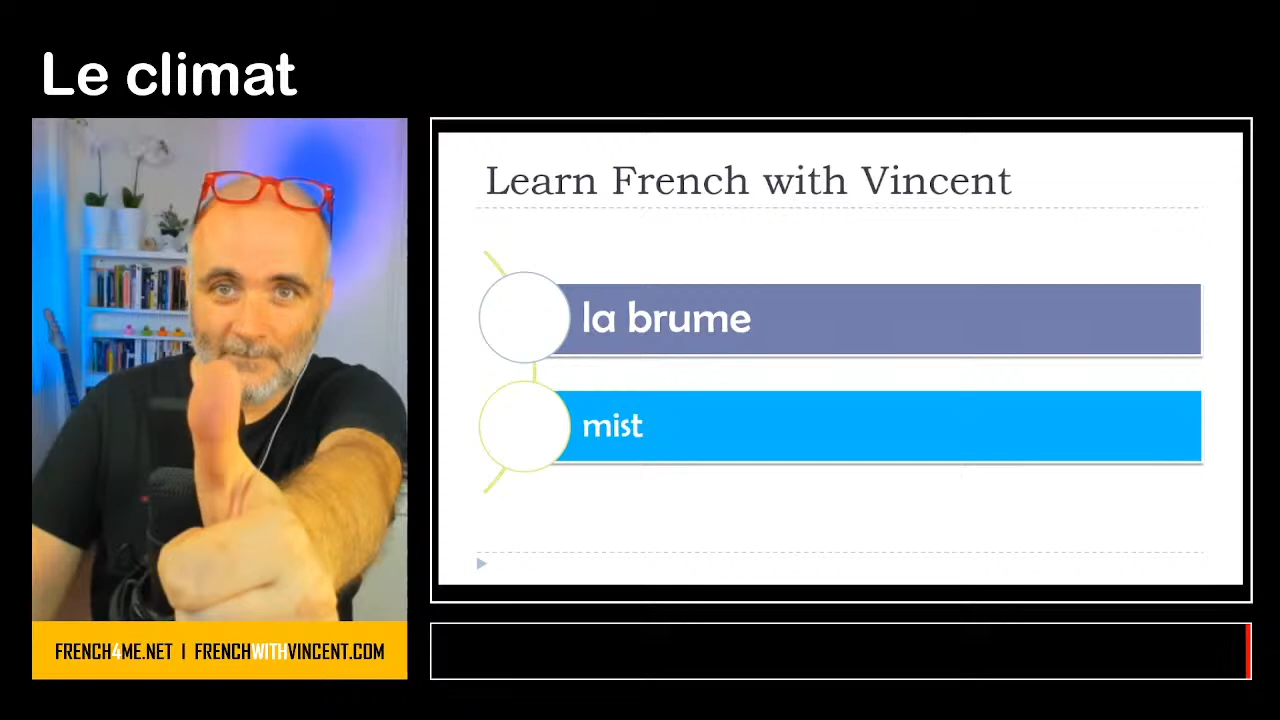 Le climat
Learn French with Vincent
la brume
mist
FRENCH4ME.NET | FRENCHWITHVINCENT.COM